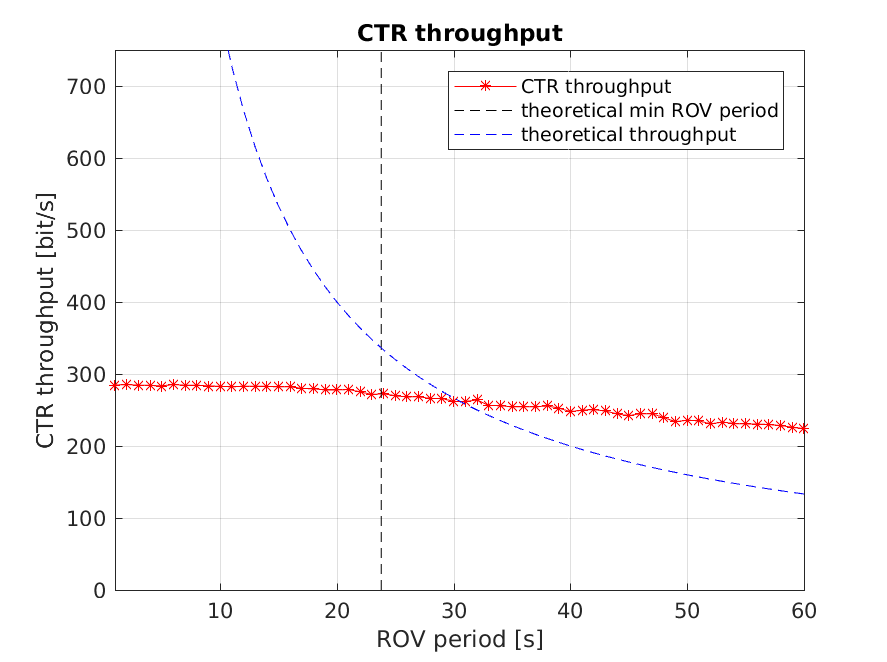 CTR throughput
CTR throughput
theoretical min ROV period
theoretical throughput
CTR throughput [bit/s]
700
600
500
400
300
200
100
0
10 20 30 40 50 60
ROV period [s]